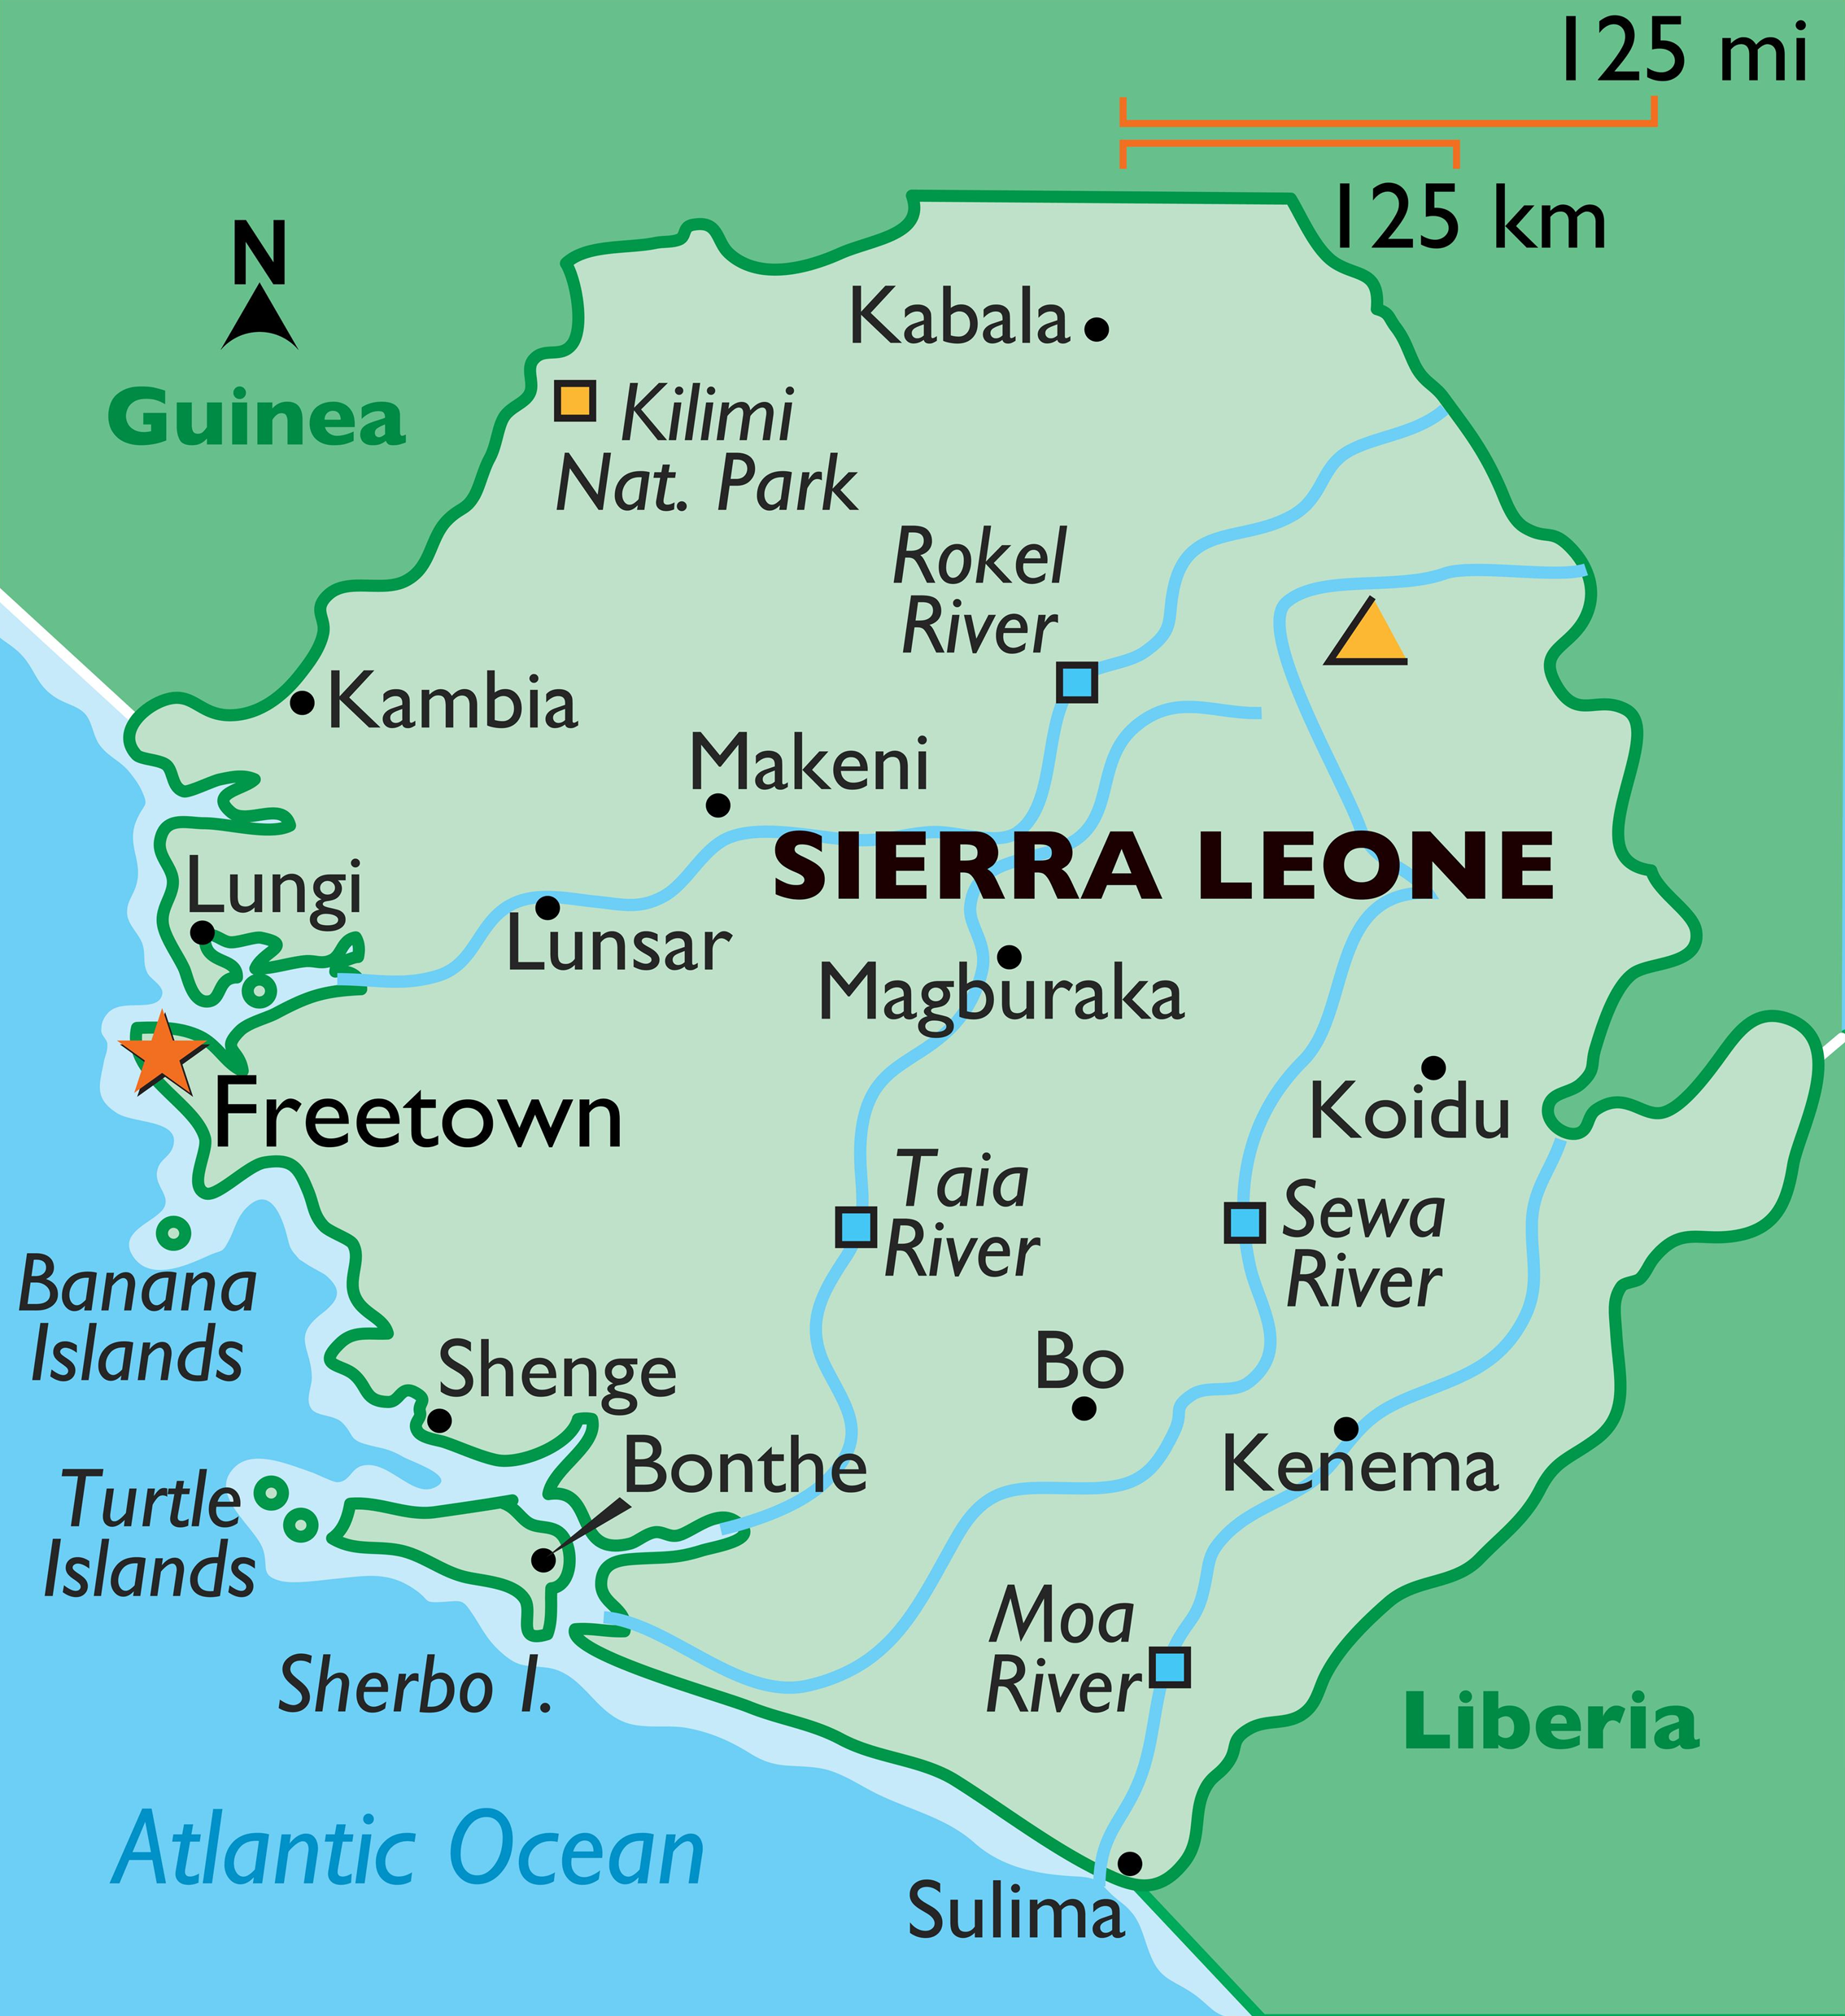 125 mi
125 km
N
Guinea
Kabala
Kilimi
Nat. Park
Rokel
River
Kambia
Makeni
SIERRA LEONE
Lungi
Lunsar
Magburaka
Koidu
Freetown
Taia
River
Sewa
River
Banana
Islands
Shenge
Bo
Bonthe
Kenema
Turtle
Islands
Moa
River
Sherbo I.
Liberia
Atlantic Ocean
Sulima